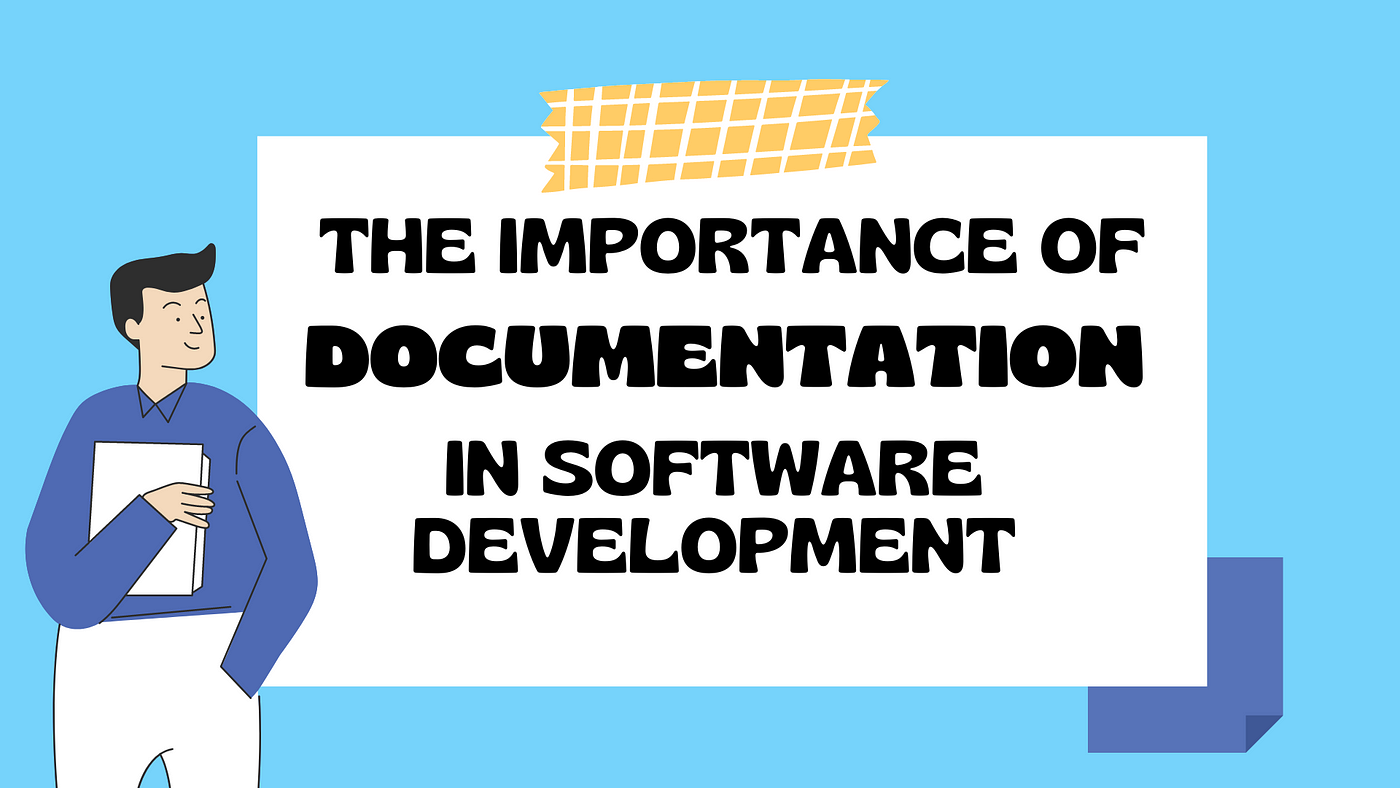 THE IMPORTANCE OF
DOCUMENTATION
IN SOFTWARE
DEVELOPMENT